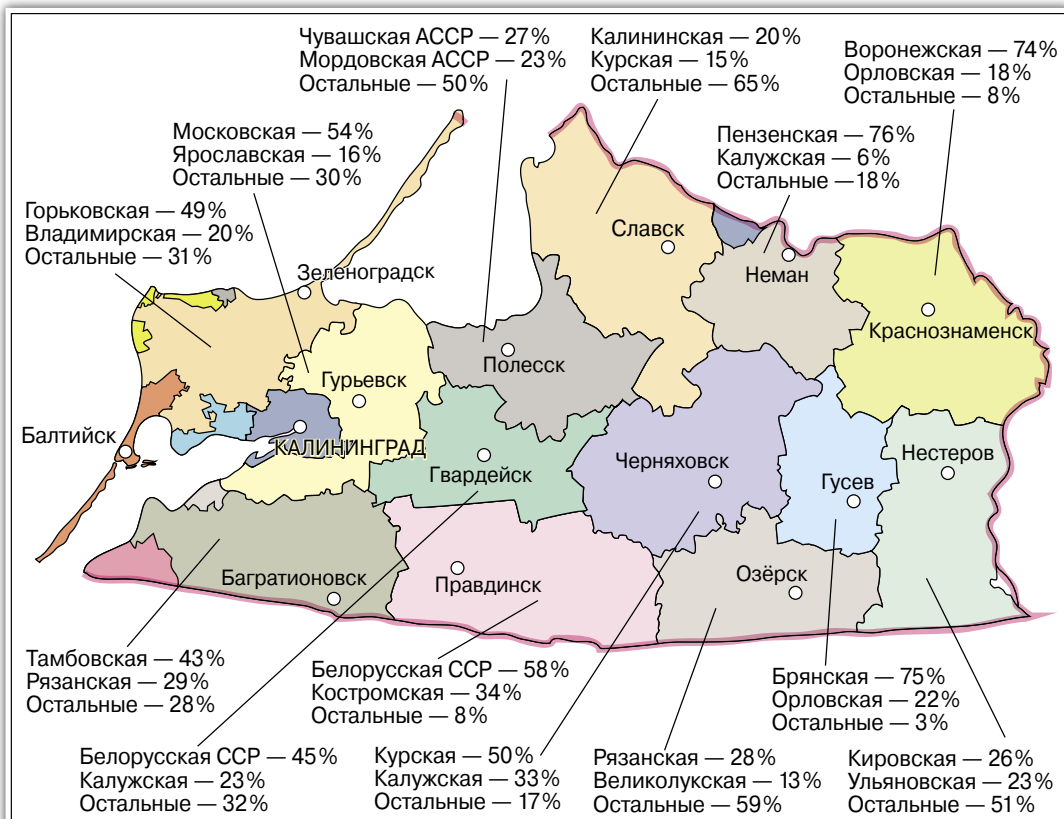 Чувашская АССР — 27%
Мордовская АССР — 23%
Остальные — 50%
Калининская — 20%
Курская — 15%
Остальные — 65%
Воронежская — 74%
Орловская — 18%
Остальные — 8%
Московская — 54%
Ярославская — 16%
Остальные — 30%
Пензенская — 76%
Калужская — 6%
Остальные —18%
Горьковская — 49%
Владимирская — 20%
Остальные — 31%
Зеленоградск
Славск
Неман
Краснознаменск
Полесск
Гурьевск
Балтийск
КАЛИНИНГРАД
Гвардейск
Черняховск
Гусев
Нестеров
Багратионовск
Правдинск
Озёрск
Тамбовская — 43%
Рязанская — 29%
Остальные — 28%
Белорусская ССР — 58%
Костромская — 34%
Остальные — 8%
Брянская — 75%
Орловская — 22%
Остальные — 3%
Белорусская ССР — 45%
Калужская — 23%
Остальные — 32%
Курская — 50%
Калужская — 33%
Остальные — 17%
Рязанская — 28%
Великолукская — 13%
Остальные — 59%
Кировская — 26%
Ульяновская — 23%
Остальные — 51%